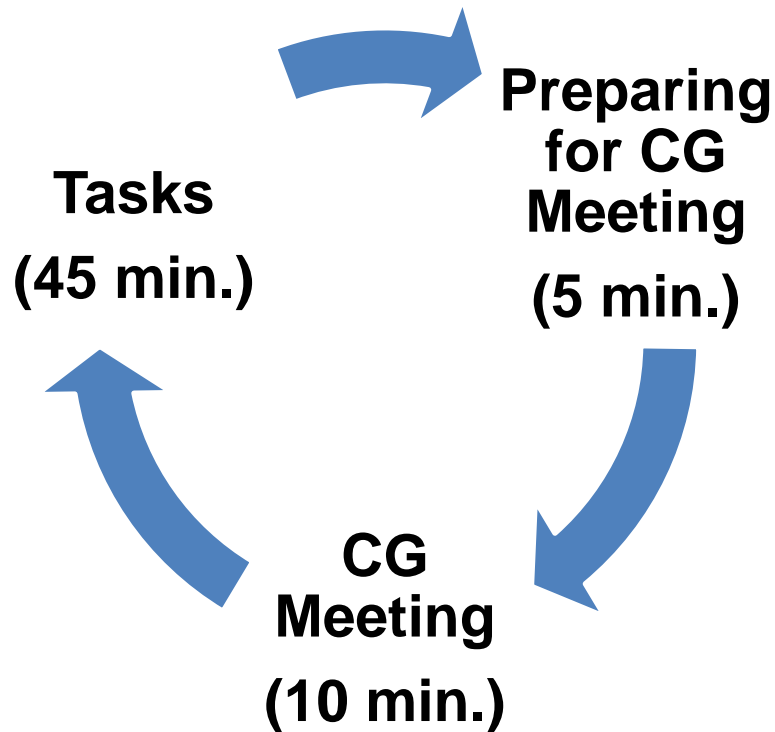 Preparing
for CG
Meeting
(5 min.)
Tasks
(45 min.)
CG
Meeting
(10 min.)